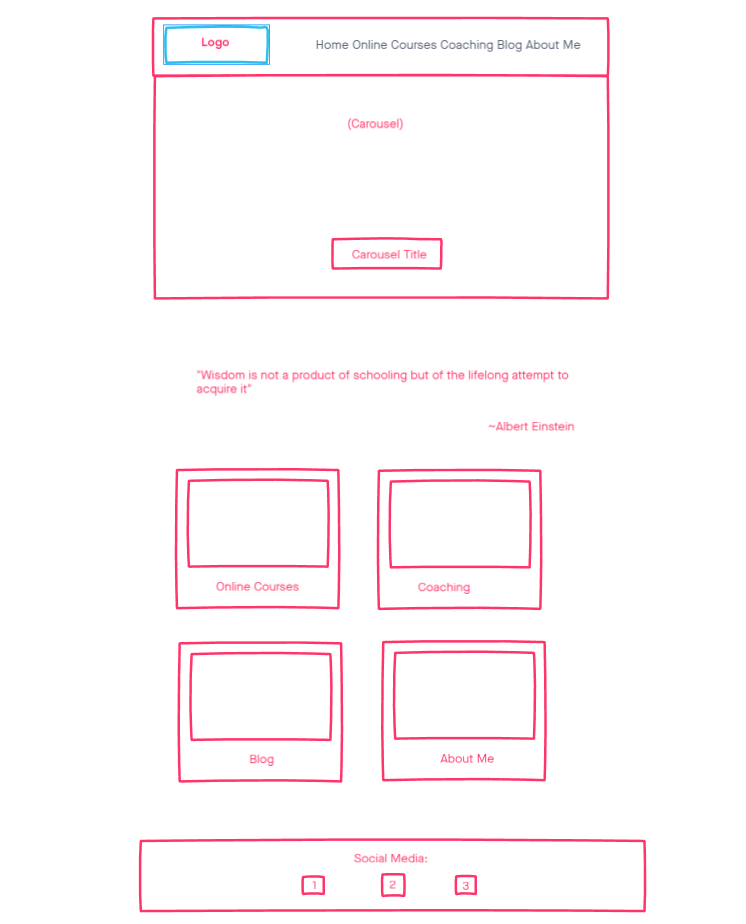 Logo
Home Online Courses Coaching Blog About Me
(Carousel)
Carousel Title
"Wisdom is not a product of schooling but of the lifelong attempt to
acquire it"
~Albert Einstein
Online Courses
Coaching
Blog
About Me
Social Media:
1
2
3